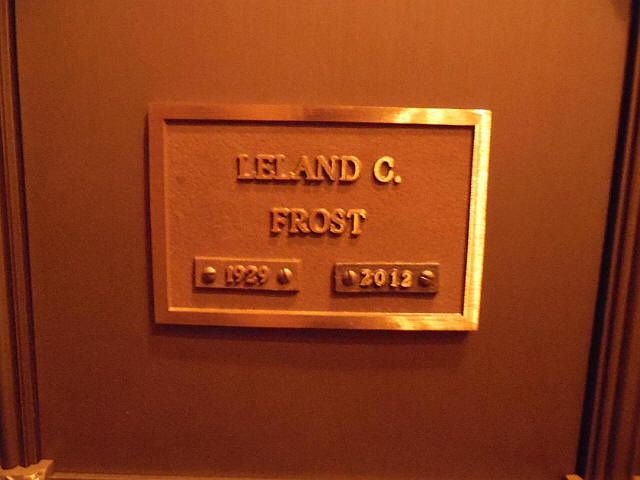 LELAND C.
FROST
1929 2012